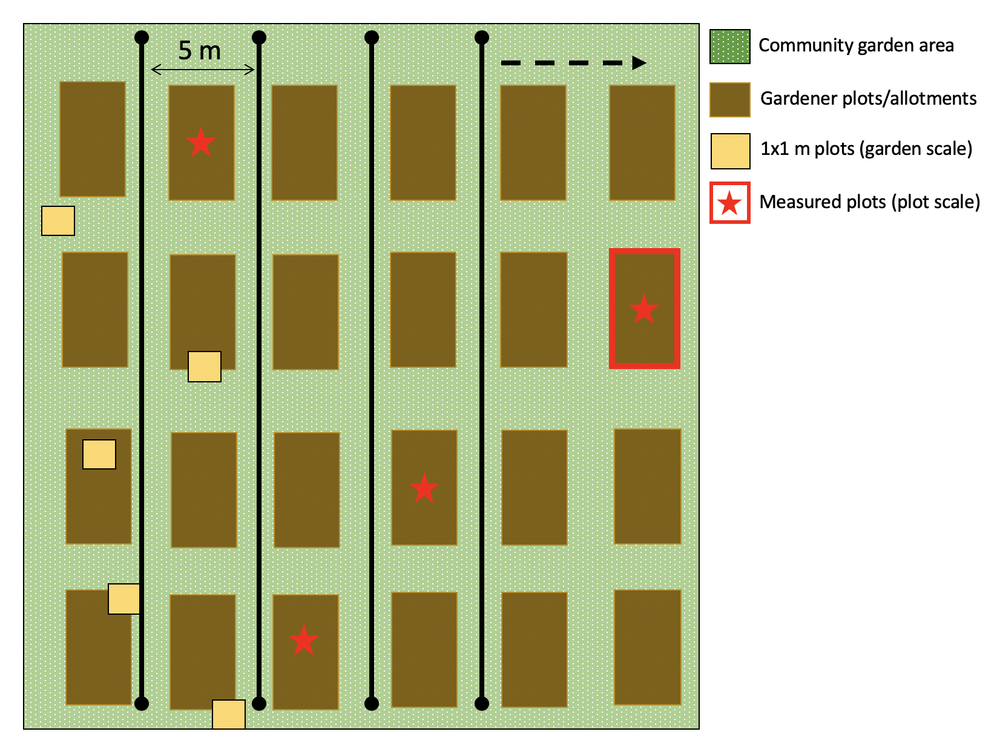 5 m
Community garden area
Gardener plots/allotments
1x1 m plots (garden scale)
Measured plots (plot scale)